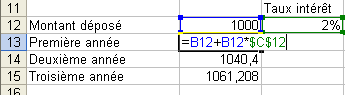 11 Taux intérêt
12 Montant déposé 1000 2%
13 Première année =B12+B12*$C$12
14 Deuxième année 1040,4
15 Troisième année 1061,208